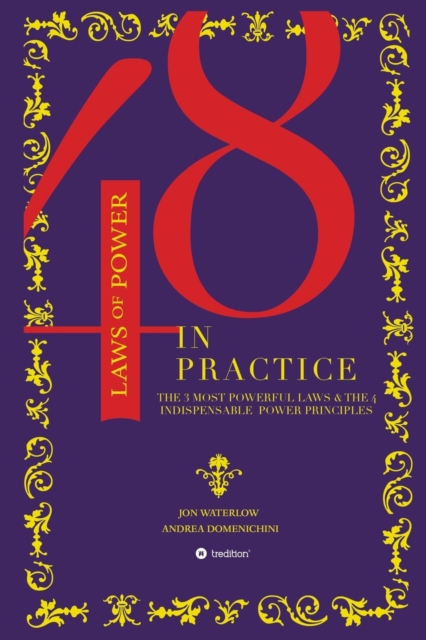 48
LAWS OF POWER
IN
PRACTICE
THE 3 MOST POWERFUL LAWS & THE 4
INDISPENSABLE POWER PRINCIPLES
JON WATERLOW
ANDREA DOMENICHINI
tredition®